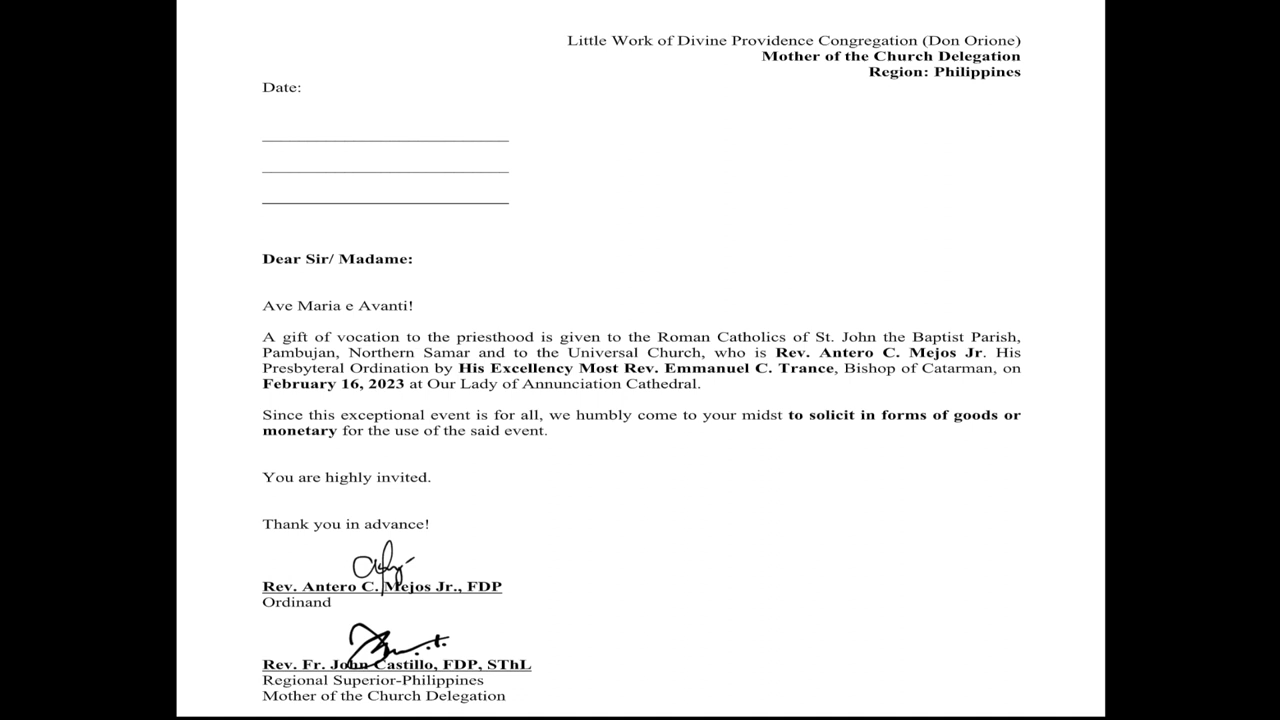 Little Work of Divine Providence Congregation (Don Orione)
Mother of the Church Delegation
Region: Philippines
Date:
Dear Sir/ Madame:
Ave Maria e Avanti!
A gift of vocation to the priesthood is given to the Roman Catholics of St. John the Baptist Parish,
Pambujan, Northern Samar and to the Universal Church, who is Rev. Antero C. Mejos Jr. His
Presbyteral Ordination by His Excellency Most Rev. Emmanuel C. Trance, Bishop of Catarman, on
February 16, 2023 at Our Lady of Annunciation Cathedral.
Since this exceptional event is for all, we humbly come to your midst to solicit in forms of goods or
monetary for the use of the said event.
You are highly invited.
Thank you in advance!
Rev. Antero C. Mejos Jr., FDP
Ordinand
Rev. Fr. John Castillo, FDP, SThL
Regional Superior-Philippines
Mother of the Church Delegation